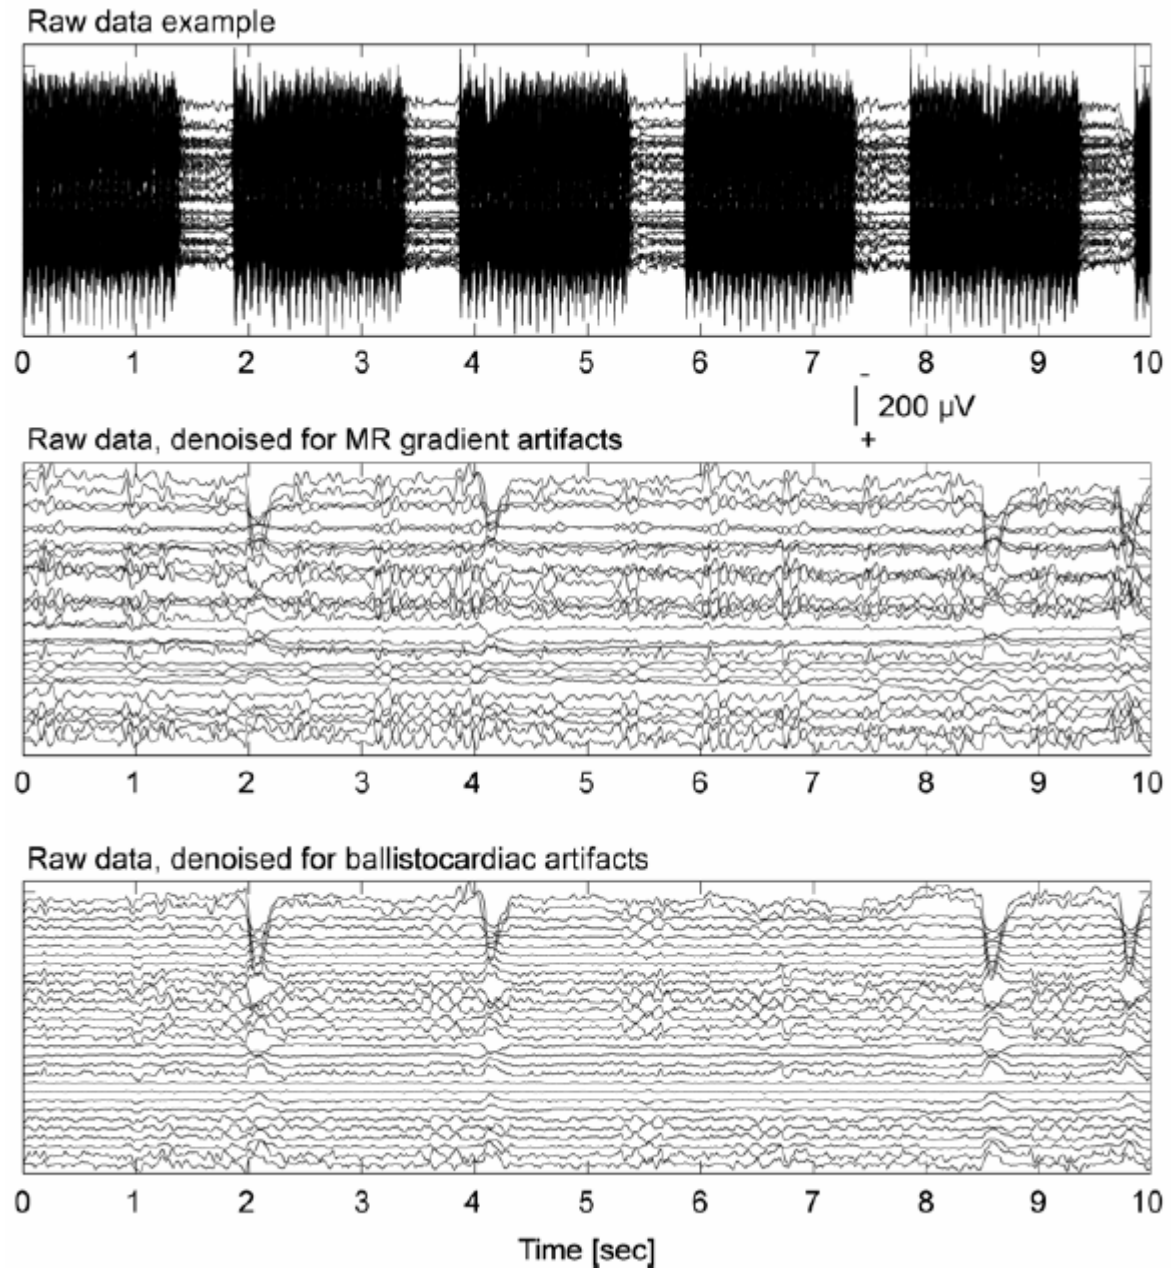 Raw data example
0 1 2 3 4 5 6 7 8 9 10
-
200 μV
+
Raw data, denoised for MR gradient artifacts
0 1 2 3 4 5 6 7 8 9 10
Raw data, denoised for ballistocardiac artifacts
0 1 2 3 4 5 6 7 8 9 10
Time [sec]